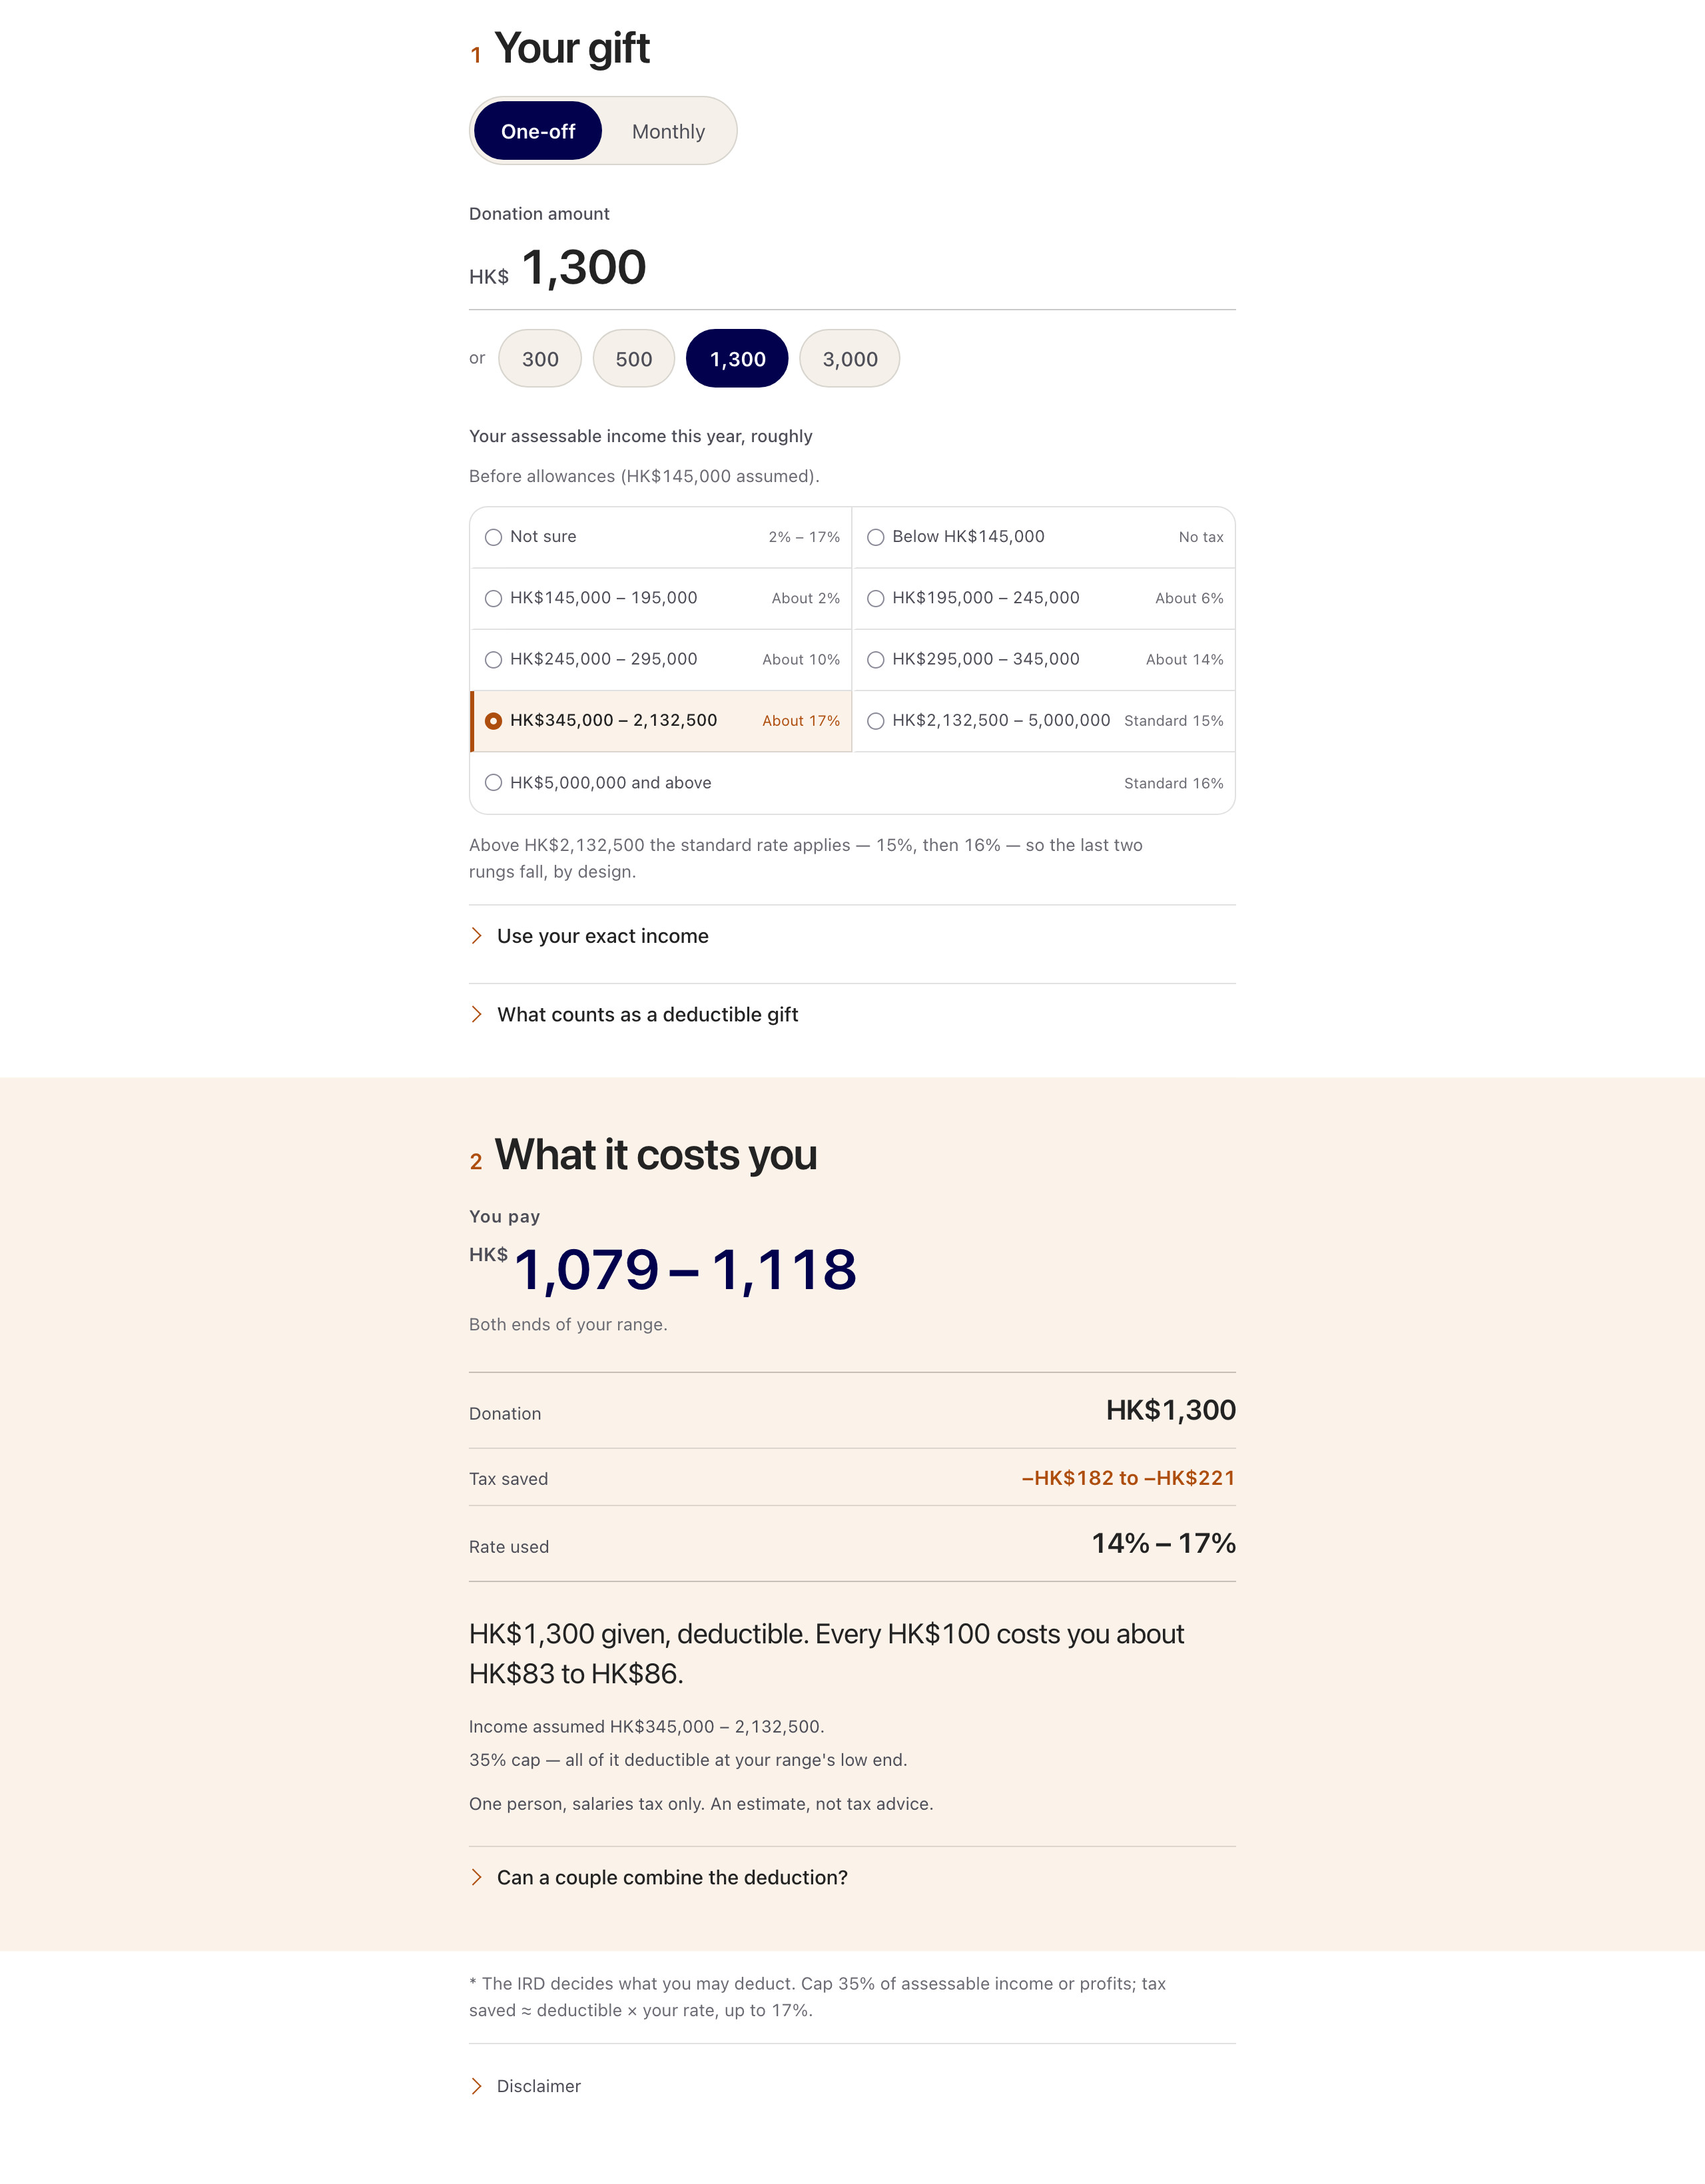 1 Your gift
One-off Monthly
Donation amount
HK$ 1,300
or 300 500 1,300 3,000
Your assessable income this year, roughly
Before allowances (HK$145,000 assumed).
Not sure 2% – 17% Below HK$145,000 No tax
HK$145,000 – 195,000 About 2% HK$195,000 – 245,000 About 6%
HK$245,000 – 295,000 About 10% HK$295,000 – 345,000 About 14%
HK$345,000 – 2,132,500 About 17% HK$2,132,500 – 5,000,000 Standard 15%
HK$5,000,000 and above Standard 16%
Above HK$2,132,500 the standard rate applies — 15%, then 16% — so the last two
rungs fall, by design.
Use your exact income
What counts as a deductible gift
2 What it costs you
You pay
HK$ 1,079 – 1,118
Both ends of your range.
Donation HK$1,300
Tax saved –HK$182 to –HK$221
Rate used 14% – 17%
HK$1,300 given, deductible. Every HK$100 costs you about
HK$83 to HK$86.
Income assumed HK$345,000 – 2,132,500.
35% cap — all of it deductible at your range's low end.
One person, salaries tax only. An estimate, not tax advice.
Can a couple combine the deduction?
* The IRD decides what you may deduct. Cap 35% of assessable income or profits; tax
saved ≈ deductible × your rate, up to 17%.
Disclaimer